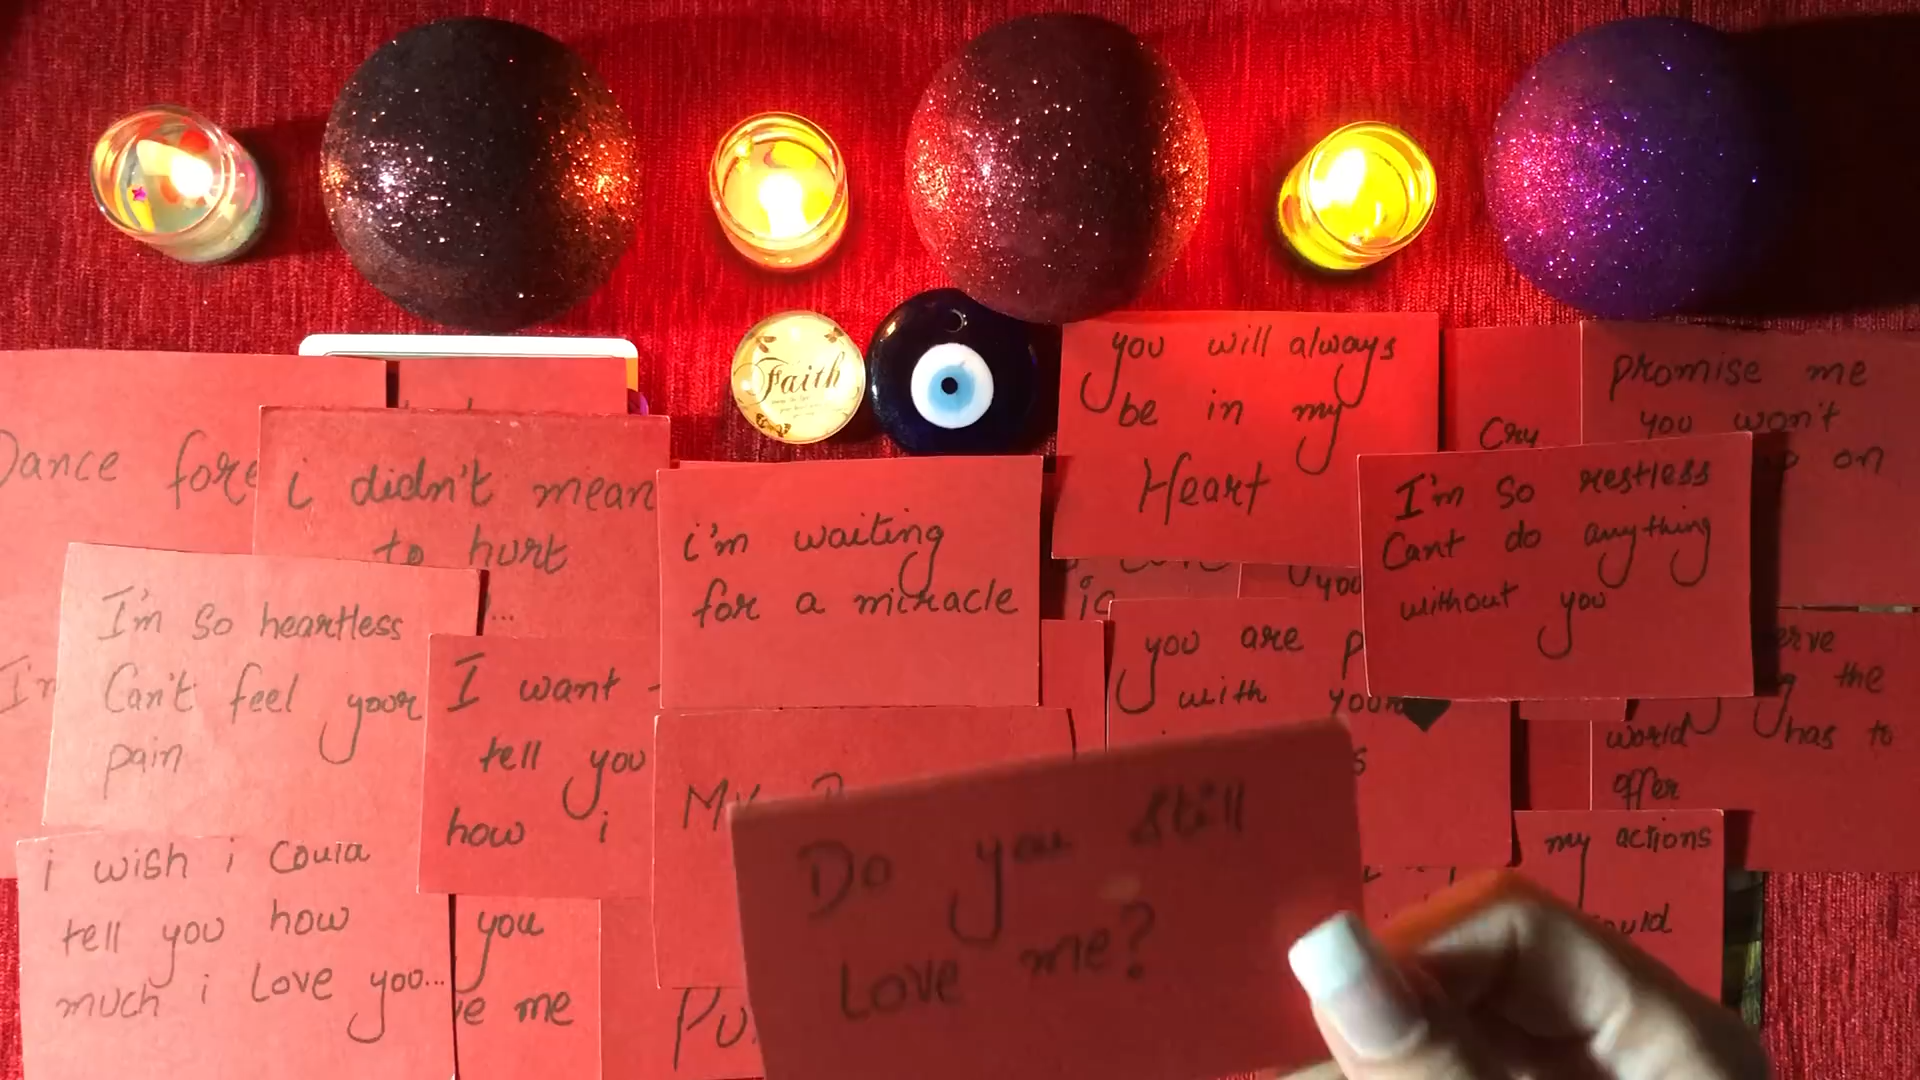 Faith
you will always
be in my
Heart
Cry
promise me
you won't
on
Dance
i didn't mean
to hurt
...
i'm waiting
for a miracle
I'm so restless
Cant do anything
without you
I'm so heartless
Can't feel your
pain
I want
tell you
how i
you are
with your
the
world has to
offer
my actions
i wish i could
tell you how
much i Love you...
you
me
Do you still
Love me?